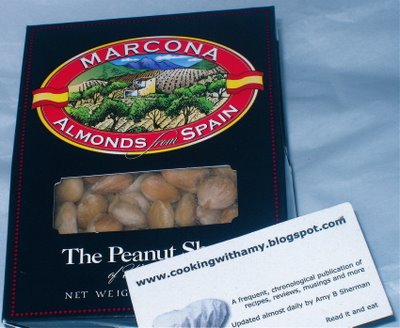 MARCONA
ALMONDS from SPAIN
The Peanut
of
NET WEIG
www.cookingwithamy.blogspot.com
A frequent, chronological publication of
recipes, reviews, musings and more
Updated almost daily by Amy B Sherman
Read it and eat